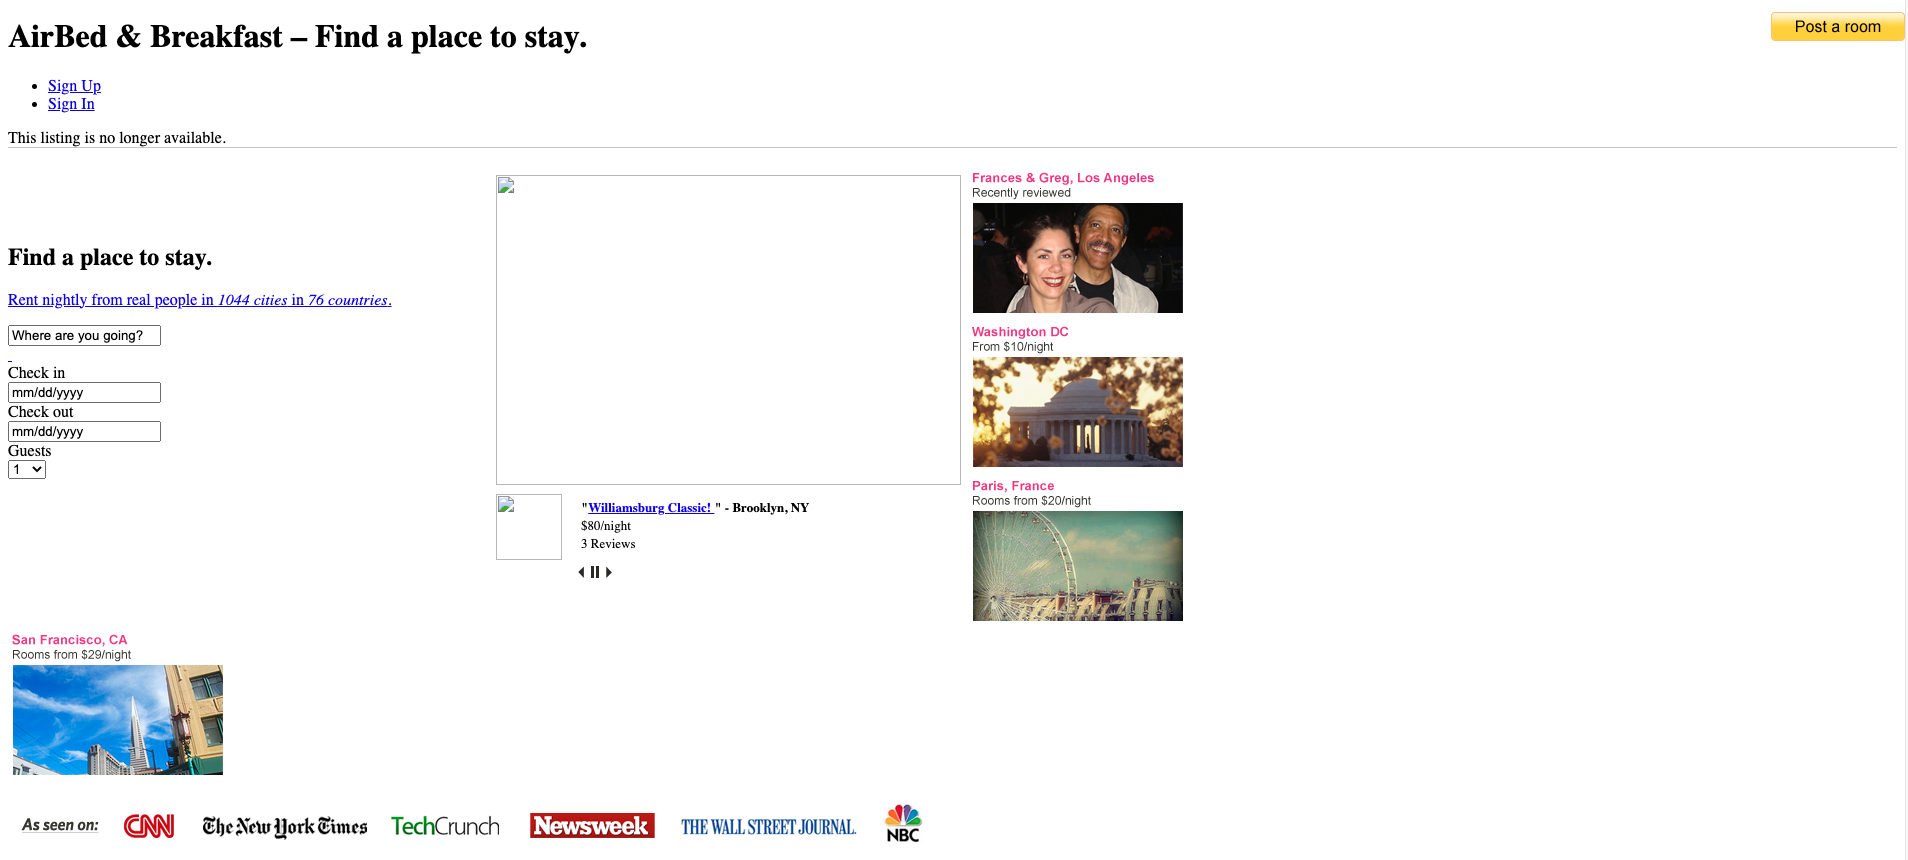 AirBed & Breakfast – Find a place to stay.
Post a room
Sign Up
Sign In
This listing is no longer available.
Find a place to stay.
Rent nightly from real people in 1044 cities in 76 countries.
Where are you going?
Check in
mm/dd/yyyy
Check out
mm/dd/yyyy
Guests
1
"Williamsburg Classic! " - Brooklyn, NY
$80/night
3 Reviews
Frances & Greg, Los Angeles
Recently reviewed
Washington DC
From $10/night
Paris, France
Rooms from $20/night
San Francisco, CA
Rooms from $29/night
As seen on: CNN The New York Times TechCrunch Newsweek THE WALL STREET JOURNAL. NBC